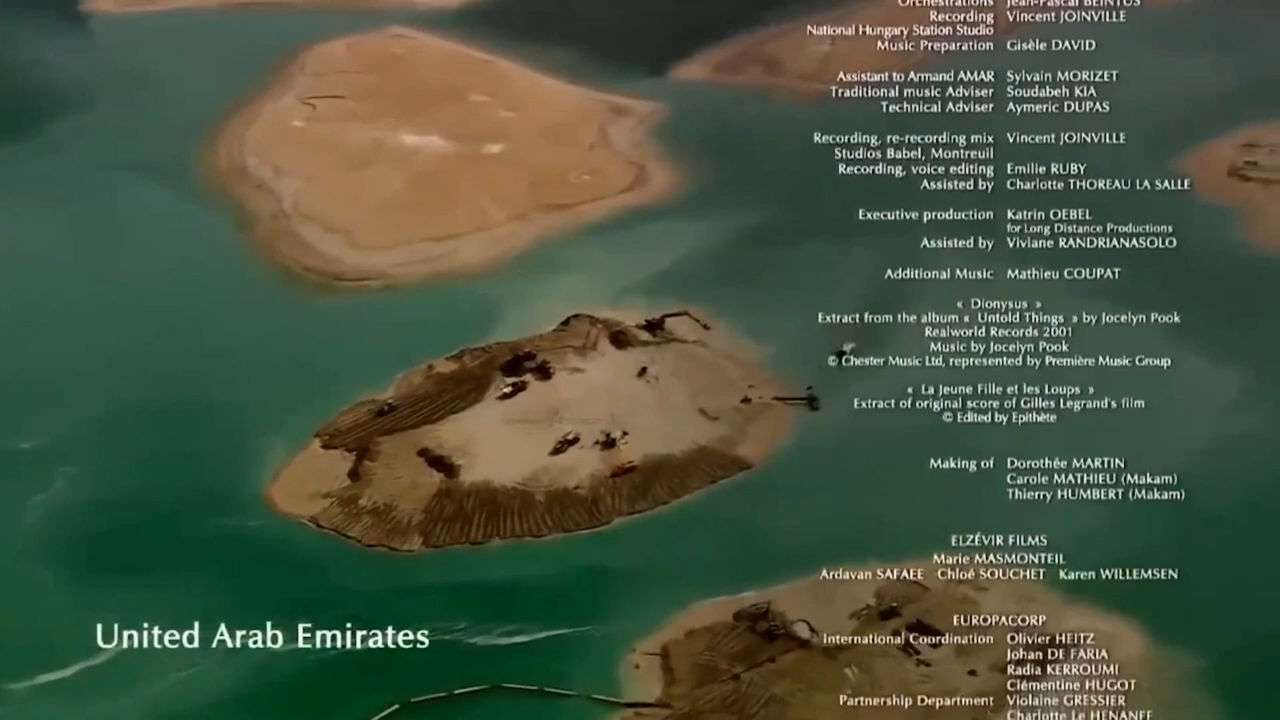 Orchestrations Jean-Pascal BEINTUS
Recording Vincent JOINVILLE
National Hungary Station Studio
Music Preparation Gisèle DAVID
Assistant to Armand AMAR Sylvain MORIZET
Traditional music Adviser Soudabeh KIA
Technical Adviser Aymeric DUPAS
Recording, re-recording mix Vincent JOINVILLE
Studios Babel, Montreuil
Recording, voice editing Emilie RUBY
Assisted by Charlotte THOREAU LA SALLE
Executive production Katrin OEBEL
for Long Distance Productions
Assisted by Viviane RANDRIANASOLO
Additional Music Mathieu COUPAT
« Dionysus »
Extract from the album « Untold Things » by Jocelyn Pook
Realworld Records 2001
Music by Jocelyn Pook
© Chester Music Ltd, represented by Première Music Group
« La Jeune Fille et les Loups »
Extract of original score of Gilles Legrand's film
© Edited by Epithète
Making of Dorothée MARTIN
Carole MATHIEU (Makam)
Thierry HUMBERT (Makam)
ELZÉVIR FILMS
Marie MASMONTEIL
Ardavan SAFAEE Chloé SOUCHET Karen WILLEMSEN
EUROPACORP
International Coordination Olivier HEITZ
Johan DE FARIA
Radia KERROUMI
Clémentine HUGOT
Partnership Department Violaine GRESSIER
Charlotte Le HENANFF
United Arab Emirates